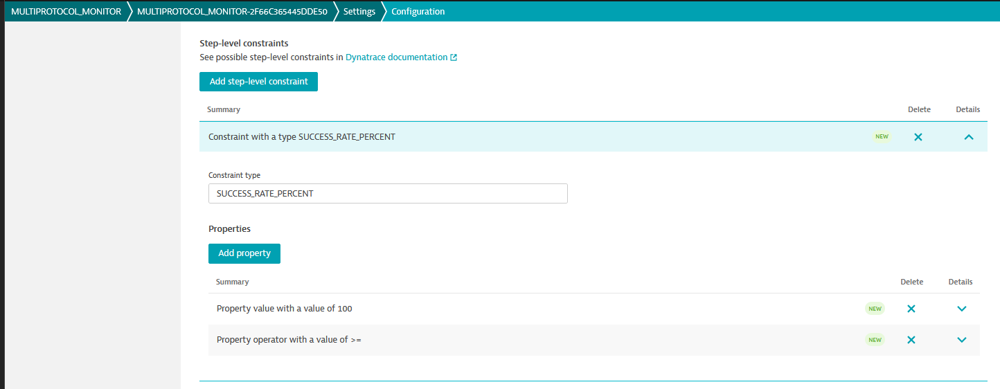 MULTIPROTOCOL_MONITOR MULTIPROTOCOL_MONITOR-2F66C365445DDE50 Settings Configuration
Step-level constraints
See possible step-level constraints in Dynatrace documentation
Add step-level constraint
Summary Delete Details
Constraint with a type SUCCESS_RATE_PERCENT NEW
Constraint type
SUCCESS_RATE_PERCENT
Properties
Add property
Summary Delete Details
Property value with a value of 100 NEW
Property operator with a value of >= NEW